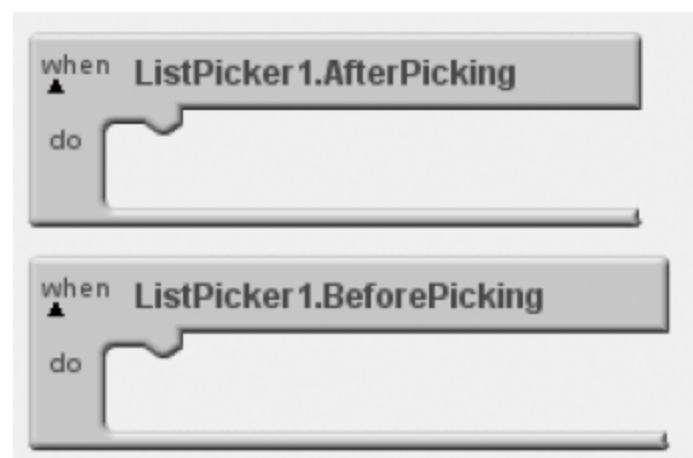 when ListPicker1.AfterPicking
do
when ListPicker1.BeforePicking
do